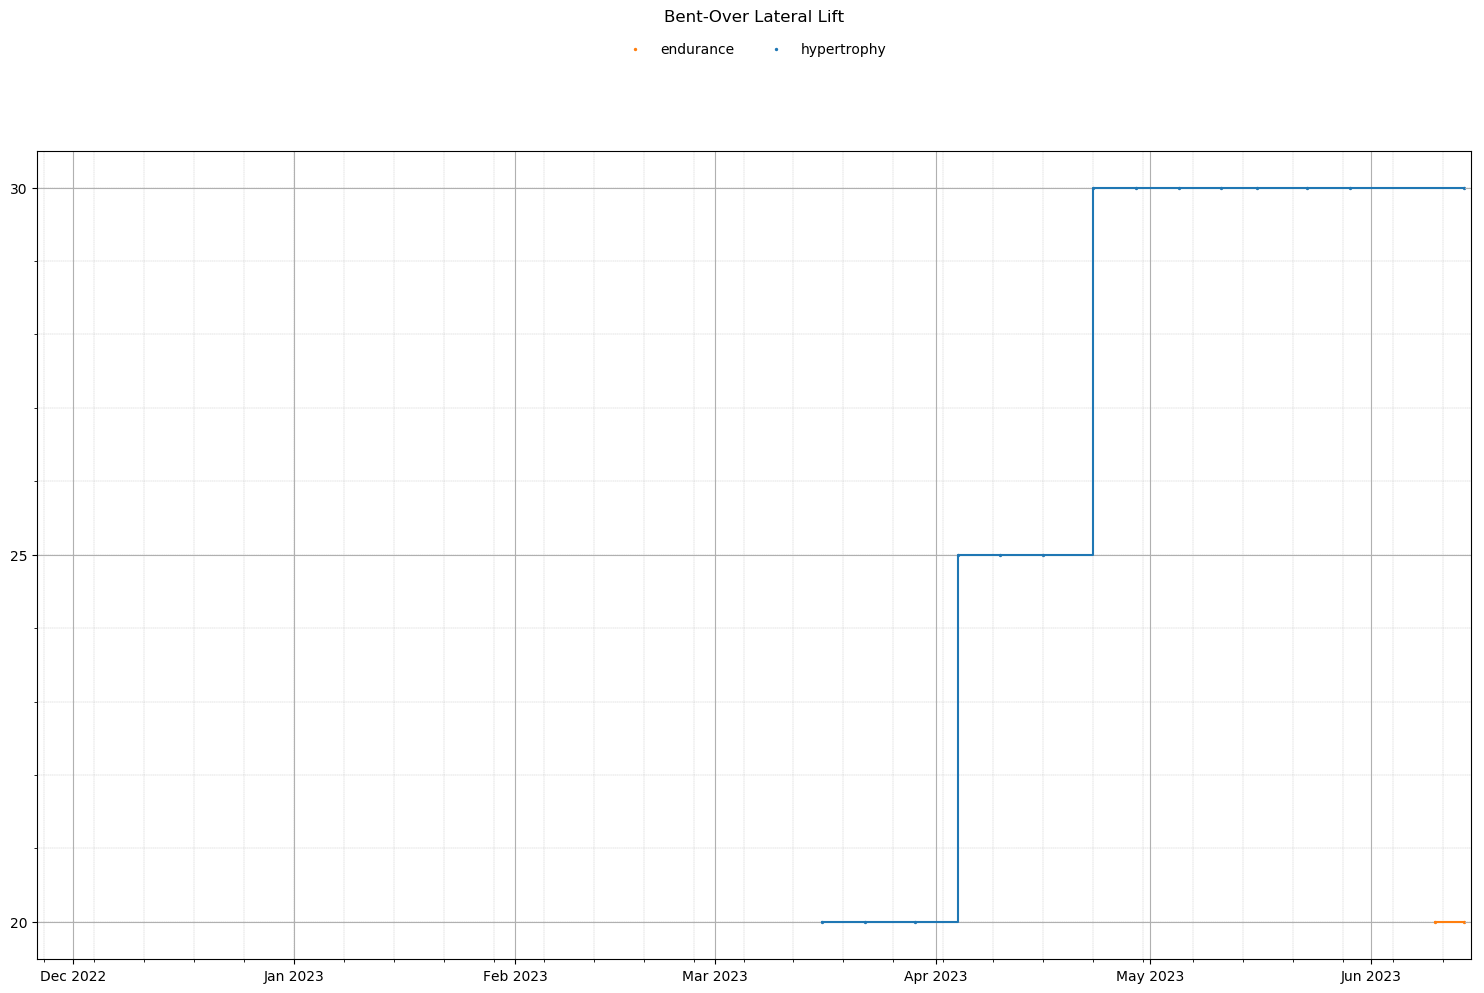 Bent-Over Lateral Lift
endurance hypertrophy
30
25
20
Dec 2022 Jan 2023 Feb 2023 Mar 2023 Apr 2023 May 2023 Jun 2023